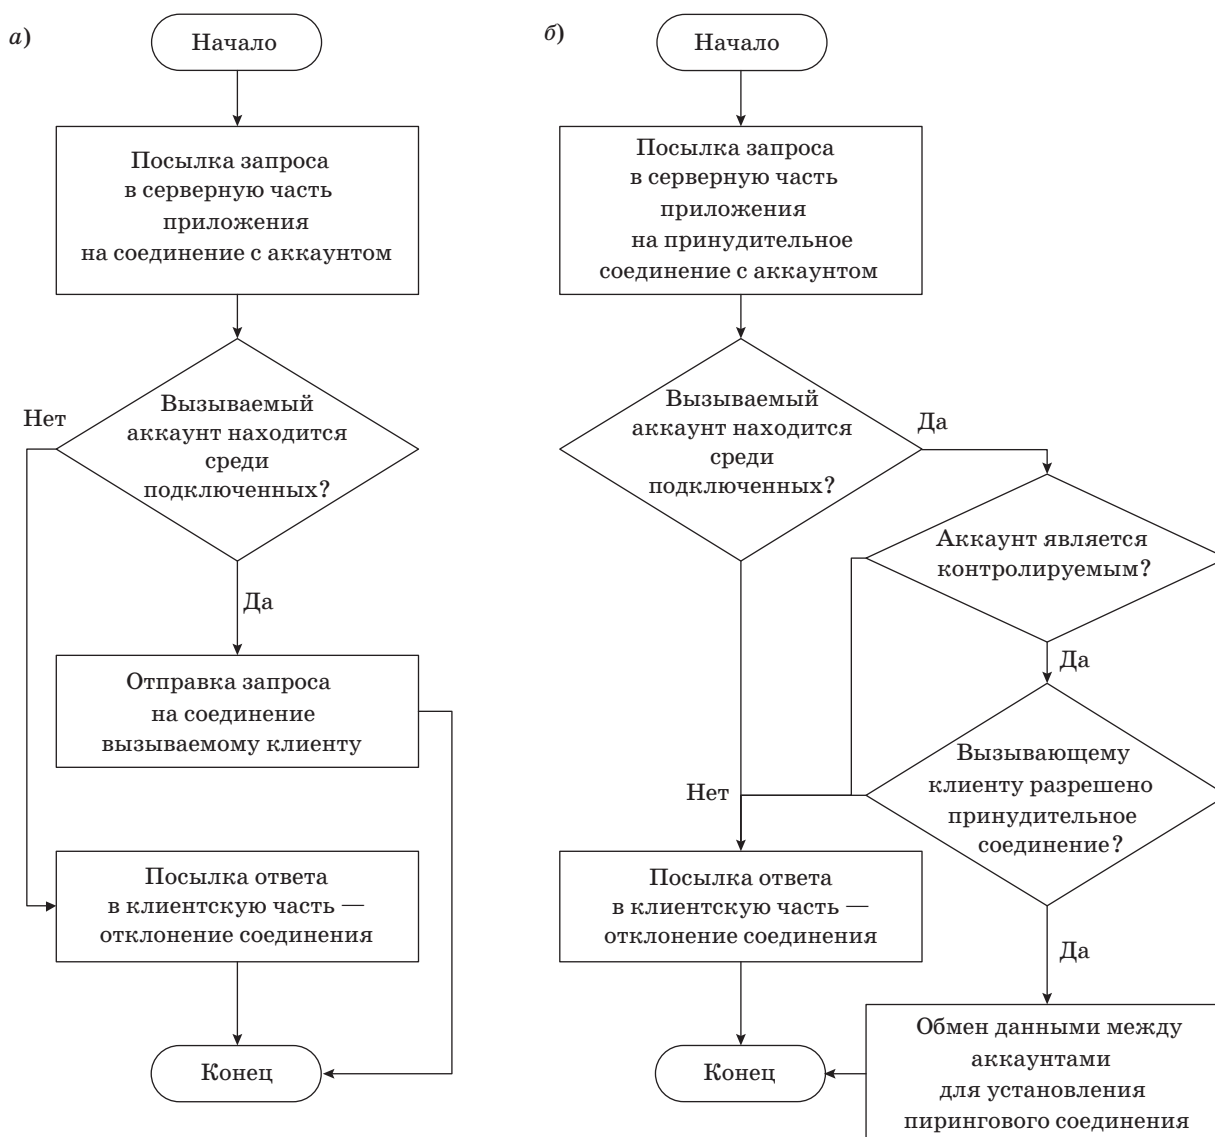 а)
Начало
Посылка запроса
в серверную часть
приложения
на соединение с аккаунтом
Нет
Вызываемый
аккаунт находится
среди
подключенных?
Да
Отправка запроса
на соединение
вызываемому клиенту
Посылка ответа
в клиентскую часть —
отклонение соединения
Конец
б)
Начало
Посылка запроса
в серверную часть
приложения
на принудительное
соединение с аккаунтом
Вызываемый
аккаунт находится
среди
подключенных?
Да
Аккаунт является
контролируемым?
Да
Вызывающему
клиенту разрешено
принудительное
соединение?
Нет
Посылка ответа
в клиентскую часть —
отклонение соединения
Да
Обмен данными между
аккаунтами
для установления
пирингового соединения
Конец